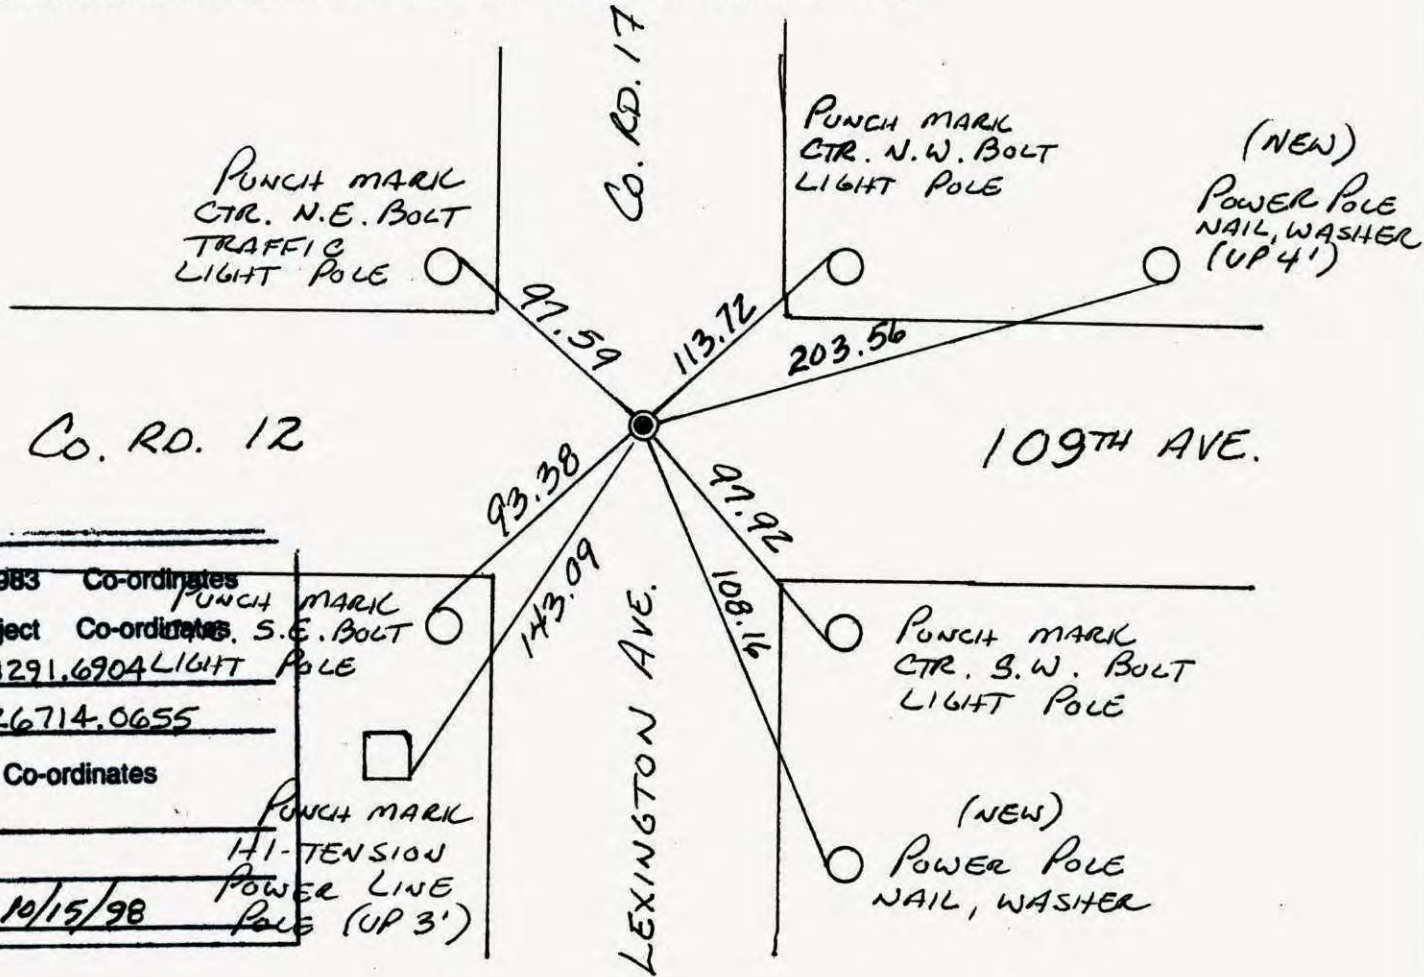 Co. RD. 17
PUNCH MARK
CTR. N.E. BOLT
TRAFFIC
LIGHT POLE
PUNCH MARK
CTR. N.W. BOLT
LIGHT POLE
(NEW)
POWER POLE
NAIL, WASHER
(UP 4')
97.59
113.72
203.56
Co. RD. 12
109TH AVE.
93.38
97.92
143.09
108.16
983 Co-ordinates
ject Co-ordinates
291.6904
26714.0655
Co-ordinates
10/15/98
PUNCH MARK
S.E. BOLT
LIGHT POLE
PUNCH MARK
CTR. S.W. BOLT
LIGHT POLE
LEXINGTON AVE.
PUNCH MARK
HI-TENSION
POWER LINE
POLE (UP 3')
(NEW)
POWER POLE
NAIL, WASHER